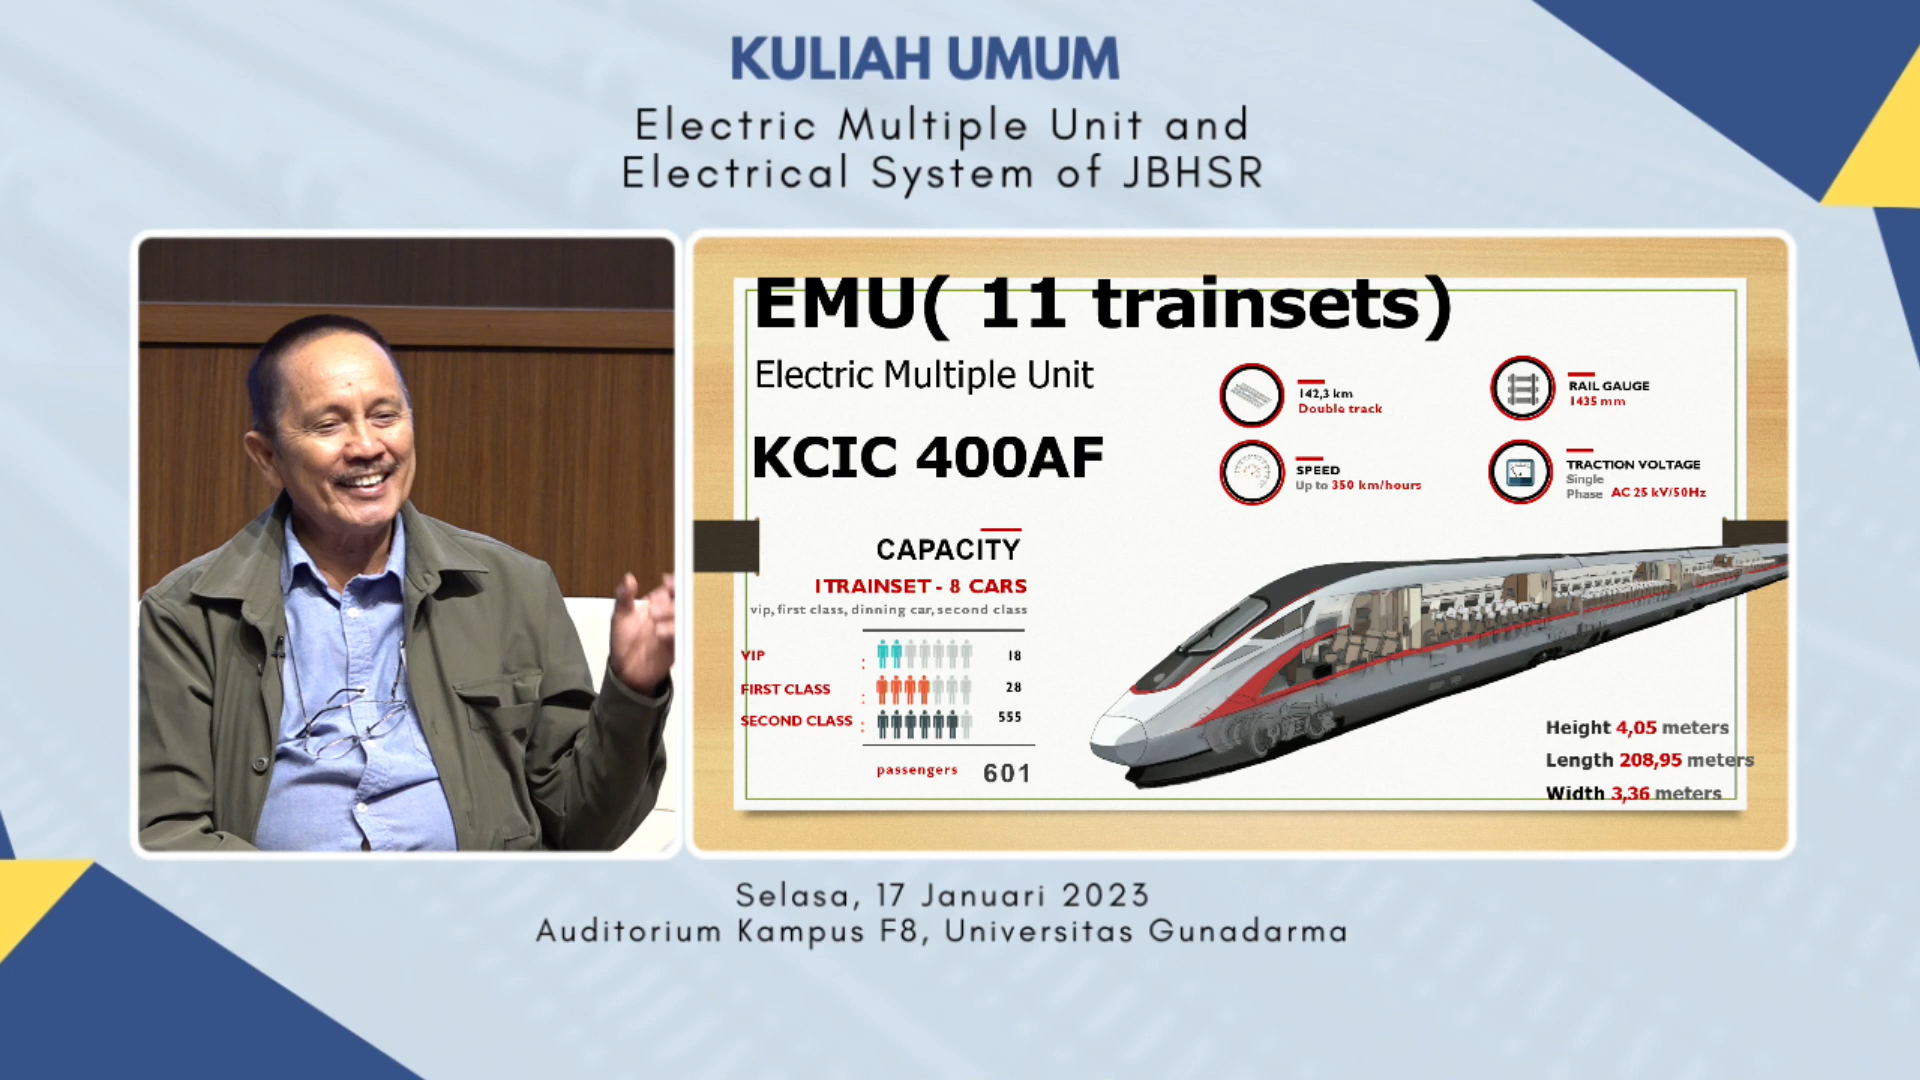 KULIAH UMUM
Electric Multiple Unit and
Electrical System of JBHSR
EMU( 11 trainsets)
Electric Multiple Unit
KCIC 400AF
142,3 km
Double track
RAIL GAUGE
1435 mm
SPEED
Up to 350 km/hours
TRACTION VOLTAGE
Single
Phase AC 25 kV/50Hz
CAPACITY
1TRAINSET - 8 CARS
vip, first class, dinning car, second class
VIP : 18
FIRST CLASS : 28
SECOND CLASS : 555
passengers 601
Height 4,05 meters
Length 208,95 meters
Width 3,36 meters
Selasa, 17 Januari 2023
Auditorium Kampus F8, Universitas Gunadarma